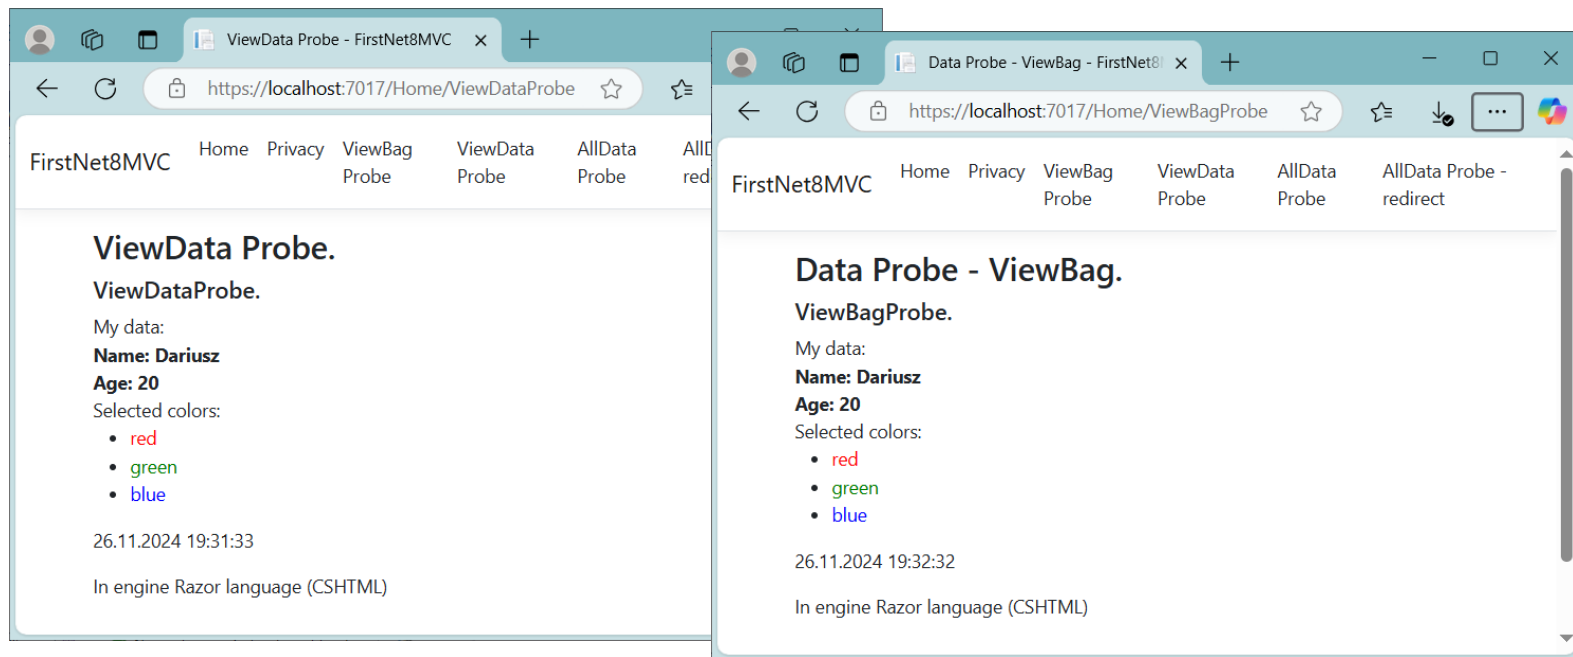 ViewData Probe - FirstNet8MVC
https://localhost:7017/Home/ViewDataProbe
FirstNet8MVC
Home Privacy ViewBag Probe ViewData Probe AllData Probe
ViewData Probe.
ViewDataProbe.
My data:
Name: Dariusz
Age: 20
Selected colors:
• red
• green
• blue
26.11.2024 19:31:33
In engine Razor language (CSHTML)
Data Probe - ViewBag - FirstNet8
https://localhost:7017/Home/ViewBagProbe
FirstNet8MVC
Home Privacy ViewBag Probe ViewData Probe AllData Probe AllData Probe - redirect
Data Probe - ViewBag.
ViewBagProbe.
My data:
Name: Dariusz
Age: 20
Selected colors:
• red
• green
• blue
26.11.2024 19:32:32
In engine Razor language (CSHTML)